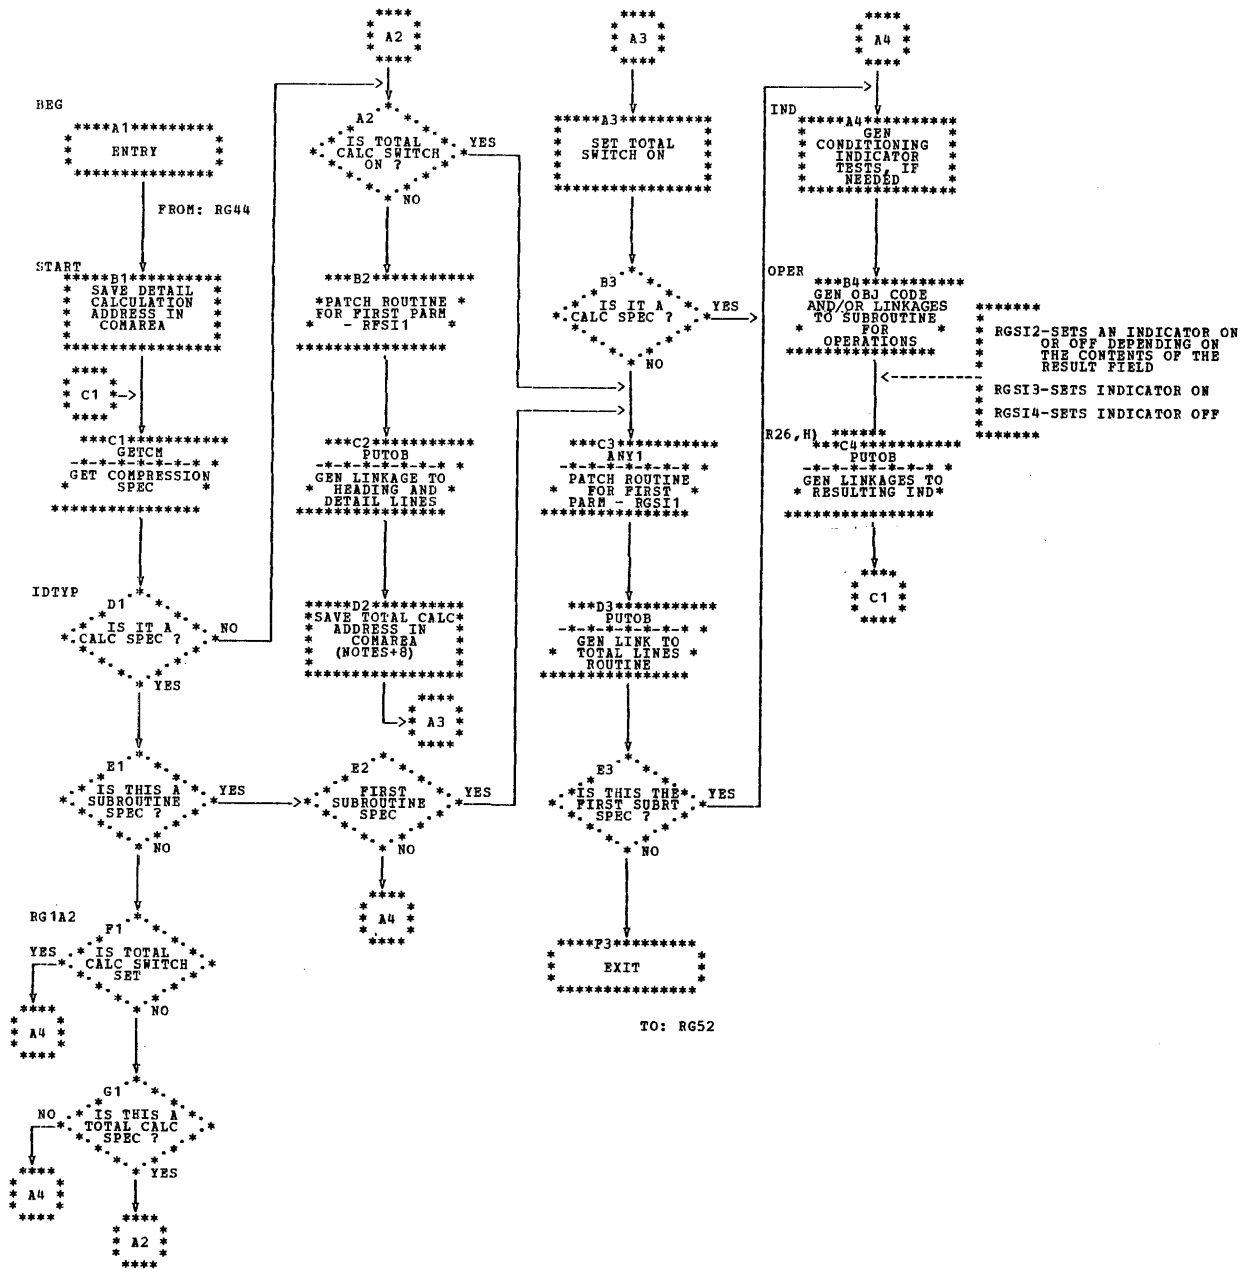 A2
A3
A4
BEG
A1
ENTRY
FROM: RG44
START
B1
SAVE DETAIL
CALCULATION
ADDRESS IN
COMAREA
C1
C1
GETCM
GET COMPRESSION
SPEC
IDTYP
D1
IS IT A
CALC SPEC ?
NO
YES
E1
IS THIS A
SUBROUTINE
SPEC ?
YES
NO
RG1A2
F1
IS TOTAL
CALC SWITCH
SET
YES
NO
A4
G1
IS THIS A
TOTAL CALC
SPEC ?
NO
YES
A4
A2
A2
IS TOTAL
CALC SWITCH
ON ?
YES
NO
B2
PATCH ROUTINE
FOR FIRST PARM
- RFSI1
C2
PUTOB
GEN LINKAGE TO
HEADING AND
DETAIL LINES
D2
SAVE TOTAL CALC
ADDRESS IN
COMAREA
(NOTES+8)
A3
E2
FIRST
SUBROUTINE
SPEC
YES
NO
A4
A3
SET TOTAL
SWITCH ON
B3
IS IT A
CALC SPEC ?
YES
NO
C3
ANY1
PATCH ROUTINE
FOR FIRST
PARM - RGSI1
D3
PUTOB
GEN LINK TO
TOTAL LINES
ROUTINE
E3
IS THIS THE
FIRST SUBRT
SPEC ?
YES
NO
F3
EXIT
TO: RG52
IND
A4
GEN
CONDITIONING
INDICATOR
TESTS, IF
NEEDED
OPER
B4
GEN OBJ CODE
AND/OR LINKAGES
TO SUBROUTINE
FOR
OPERATIONS
RGSI2-SETS AN INDICATOR ON
OR OFF DEPENDING ON
THE CONTENTS OF THE
RESULT FIELD
RGSI3-SETS INDICATOR ON
RGSI4-SETS INDICATOR OFF
R26,H)
C4
PUTOB
GEN LINKAGES TO
RESULTING IND
C1